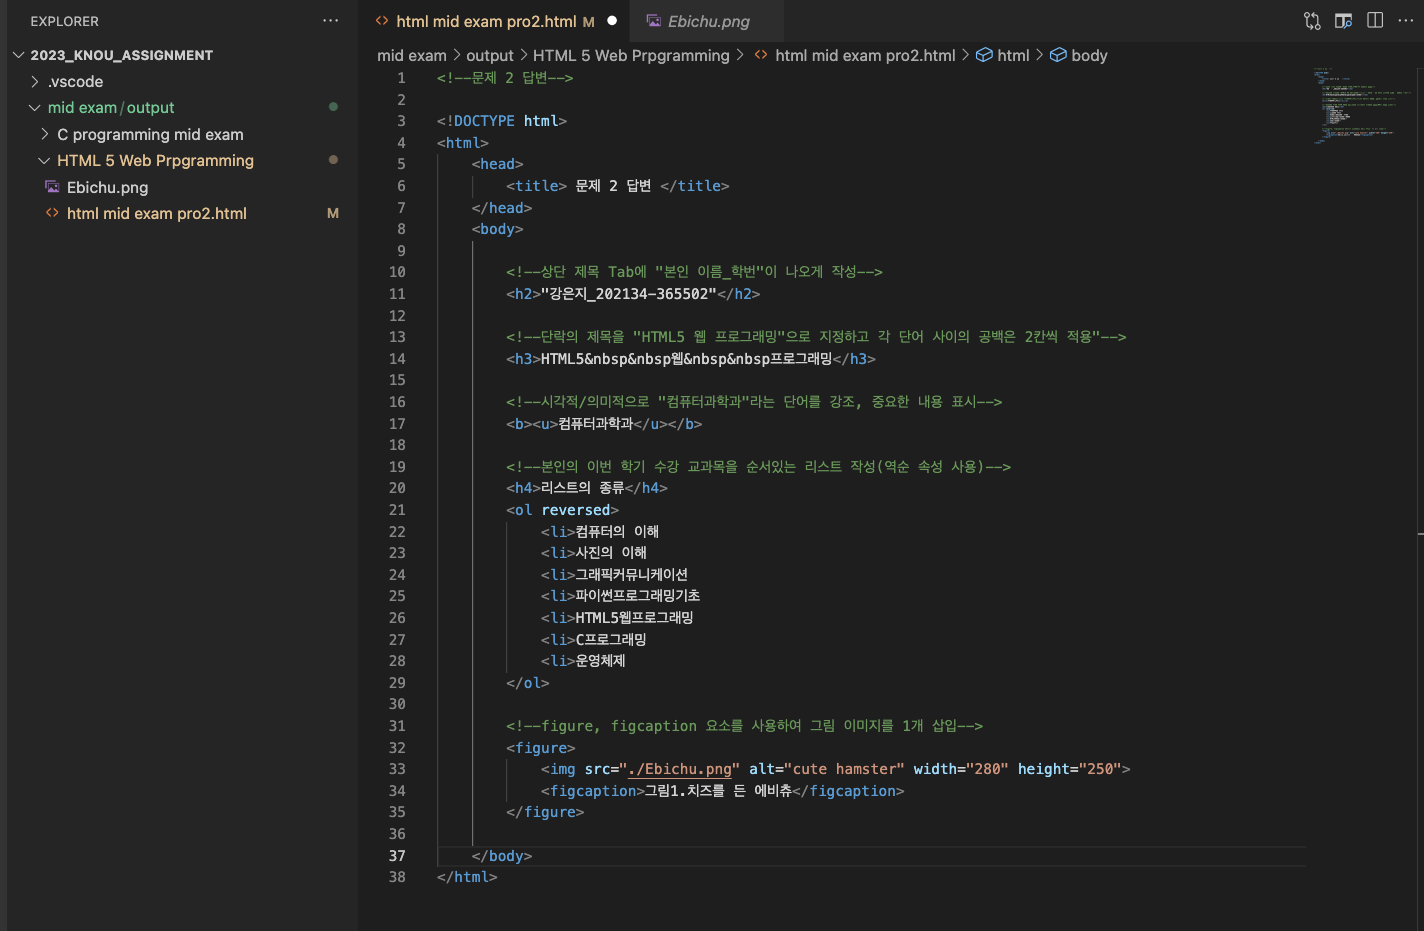 EXPLORER
2023_KNOU_ASSIGNMENT
.vscode
mid exam/output
C programming mid exam
HTML 5 Web Prpgramming
Ebichu.png
html mid exam pro2.html M
html mid exam pro2.html M
Ebichu.png
mid exam > output > HTML 5 Web Prpgramming > html mid exam pro2.html > html > body
1 <!--문제 2 답변-->
2
3 <!DOCTYPE html>
4 <html>
5 <head>
6 <title> 문제 2 답변 </title>
7 </head>
8 <body>
9
10 <!--상단 제목 Tab에 "본인 이름_학번"이 나오게 작성-->
11 <h2>"강은지_202134-365502"</h2>
12
13 <!--단락의 제목을 "HTML5 웹 프로그래밍"으로 지정하고 각 단어 사이의 공백은 2칸씩 적용"-->
14 <h3>HTML5&nbsp&nbsp웹&nbsp&nbsp프로그래밍</h3>
15
16 <!--시각적/의미적으로 "컴퓨터과학과"라는 단어를 강조, 중요한 내용 표시-->
17 <b><u>컴퓨터과학과</u></b>
18
19 <!--본인의 이번 학기 수강 교과목을 순서있는 리스트 작성(역순 속성 사용)-->
20 <h4>리스트의 종류</h4>
21 <ol reversed>
22 <li>컴퓨터의 이해
23 <li>사진의 이해
24 <li>그래픽커뮤니케이션
25 <li>파이썬프로그래밍기초
26 <li>HTML5웹프로그래밍
27 <li>C프로그래밍
28 <li>운영체제
29 </ol>
30
31 <!--figure, figcaption 요소를 사용하여 그림 이미지를 1개 삽입-->
32 <figure>
33 <img src="./Ebichu.png" alt="cute hamster" width="280" height="250">
34 <figcaption>그림1.치즈를 든 에비츄</figcaption>
35 </figure>
36
37 </body>
38 </html>